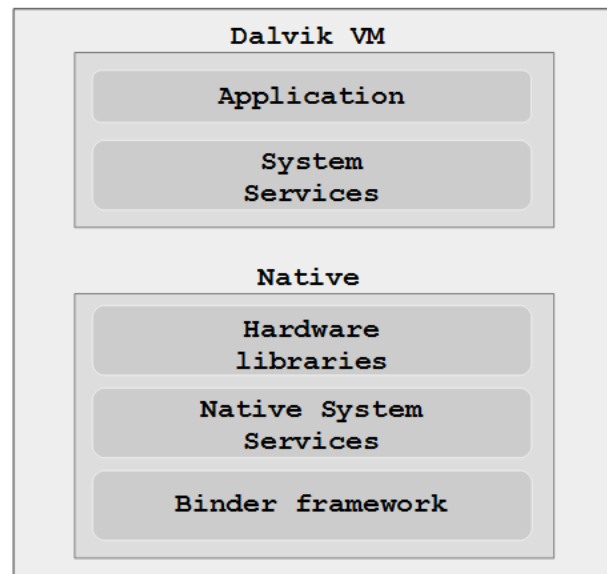 Dalvik VM
Application
System
Services
Native
Hardware
libraries
Native System
Services
Binder framework